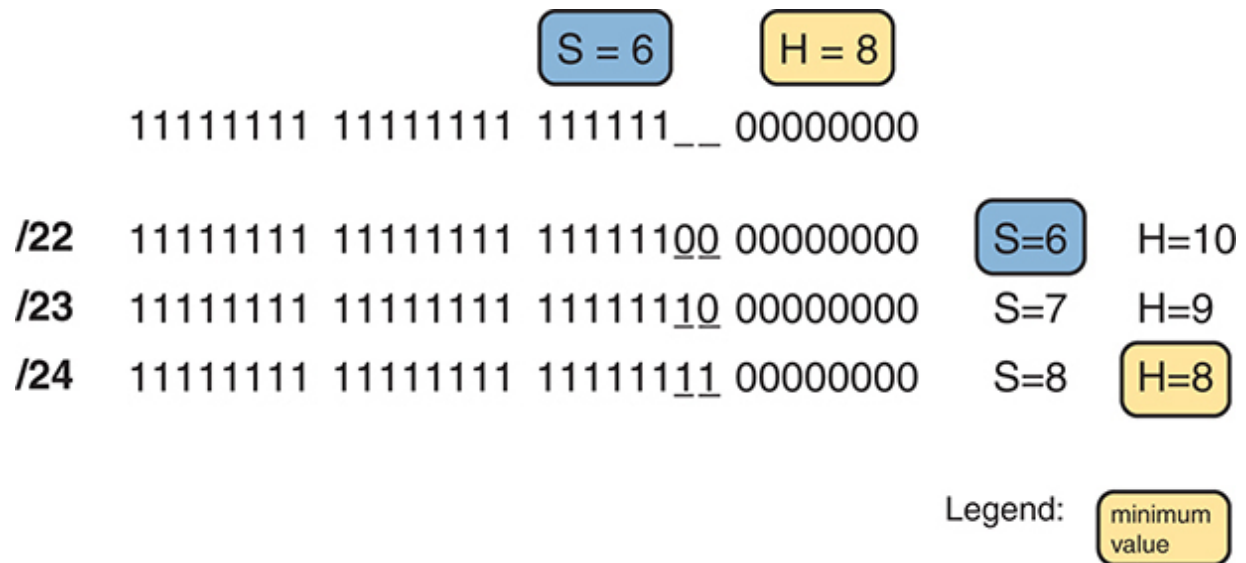 S = 6 H = 8
11111111 11111111 111111_ _ 00000000
/22 11111111 11111111 11111100 00000000 S=6 H=10
/23 11111111 11111111 11111110 00000000 S=7 H=9
/24 11111111 11111111 11111111 00000000 S=8 H=8
Legend: minimum
value